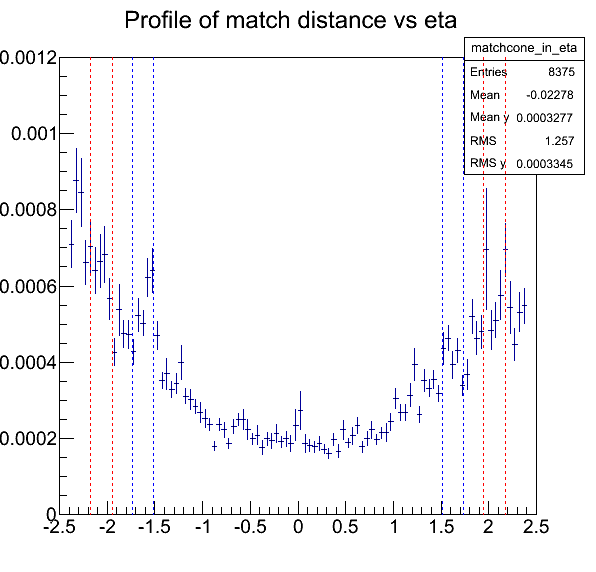 Profile of match distance vs eta
matchcone_in_eta
Entries 8375
Mean -0.02278
Mean y 0.0003277
RMS 1.257
RMS y 0.0003345
0.0012
0.001
0.0008
0.0006
0.0004
0.0002
0
-2.5 -2 -1.5 -1 -0.5 0 0.5 1 1.5 2 2.5